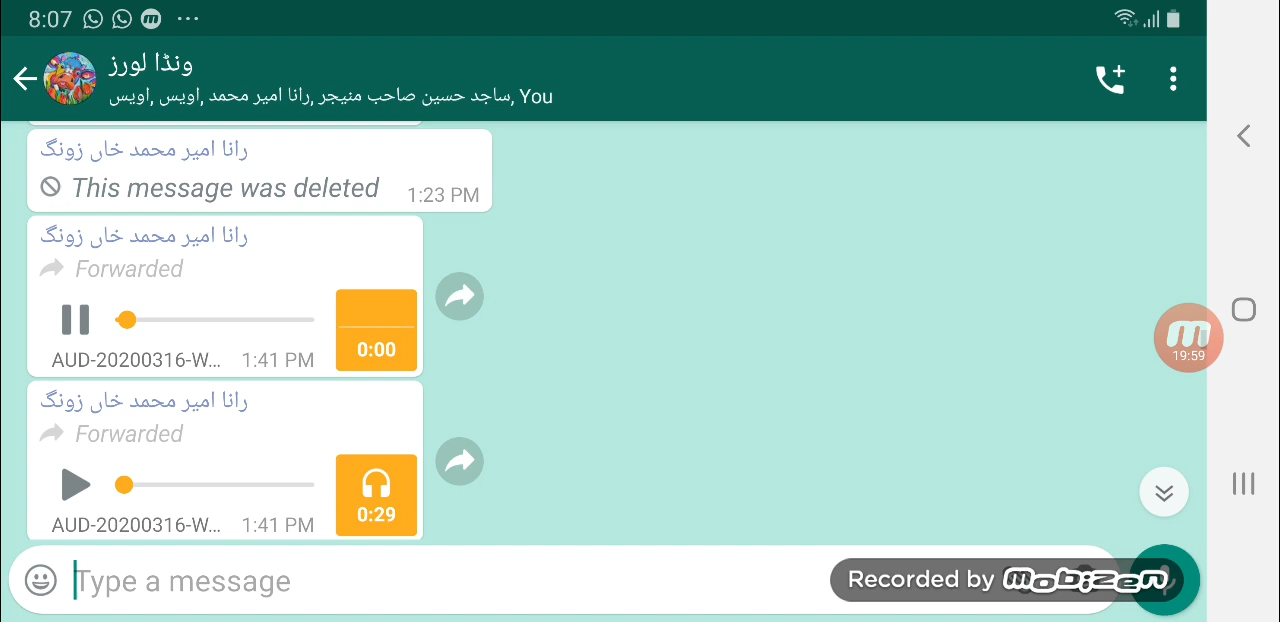 8:07
ونڈا لورز
ساجد حسین صاحب منیجر, رانا امیر محمد, اویس, اویس, You
رانا امیر محمد خاں زونگ
This message was deleted 1:23 PM
رانا امیر محمد خاں زونگ
Forwarded
0:00
AUD-20200316-W... 1:41 PM
19:59
رانا امیر محمد خاں زونگ
Forwarded
0:29
AUD-20200316-W... 1:41 PM
Type a message
Recorded by mobizen